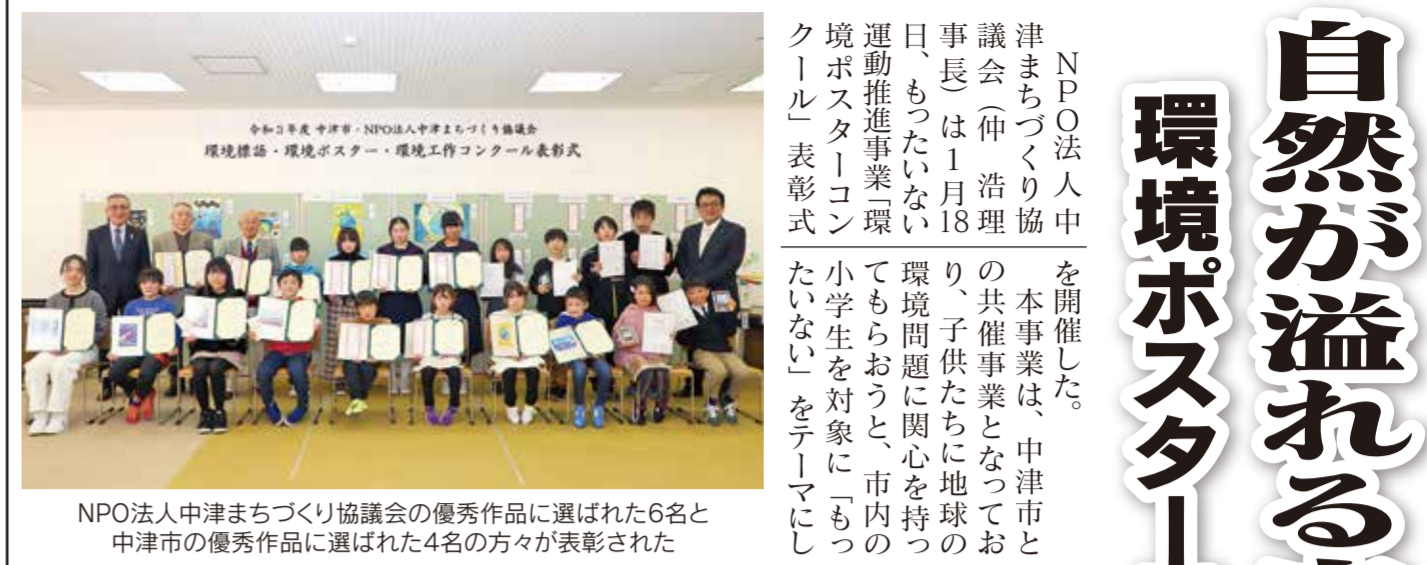 自然が溢れる
環境ポスター
NPO法人中
津まちづくり協
議会(仲 浩理
事長)は1月18
日、もったいない
運動推進事業「環
境ポスターコン
クール」表彰式
を開催した。
本事業は、中津市と
の共催事業となってお
り、子供たちに地球の
環境問題に関心を持っ
てもらおうと、市内の
小学生を対象に「もっ
たいない」をテーマにし
令和3年度 中津市・NPO法人中津まちづくり協議会
環境標語・環境ポスター・環境工作コンクール表彰式
NPO法人中津まちづくり協議会の優秀作品に選ばれた6名と
中津市の優秀作品に選ばれた4名の方々が表彰された